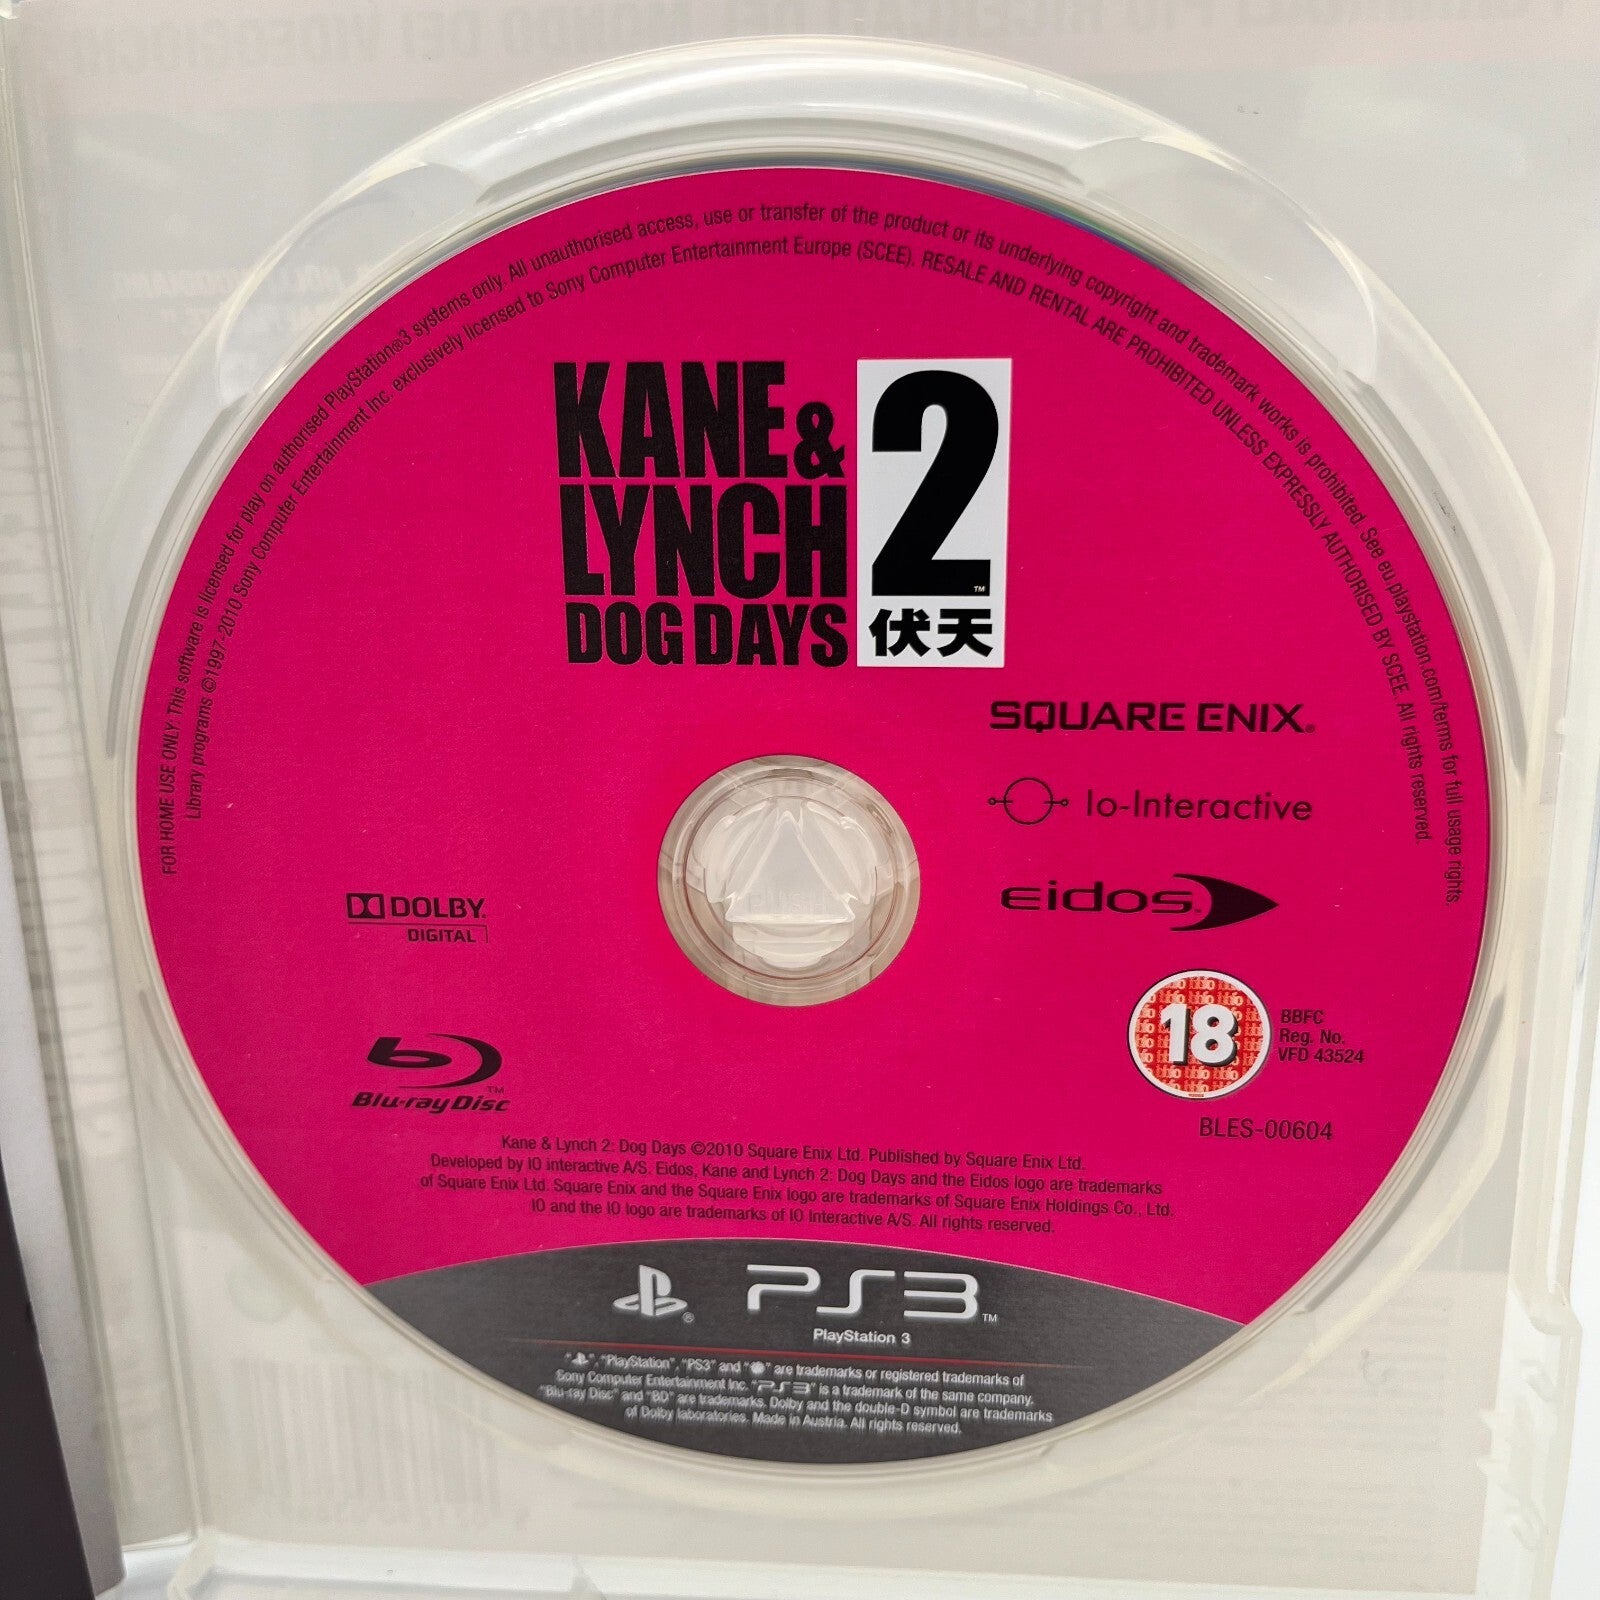 FOR HOME USE ONLY. This software is licensed for play on authorised PlayStation®3 systems only. All unauthorised access, use or transfer of the product or its underlying copyright and trademark works is prohibited. See eu.playstation.com/terms for full usage rights.
Library programs ©1997-2010 Sony Computer Entertainment Inc. exclusively licensed to Sony Computer Entertainment Europe (SCEE). RESALE AND RENTAL ARE PROHIBITED UNLESS EXPRESSLY AUTHORISED BY SCEE. All rights reserved.
KANE &
LYNCH
DOG DAYS
2™
伏天
SQUARE ENIX®
Io-Interactive
eidos™
DOLBY®
DIGITAL
18
BBFC
Reg. No.
VFD 43524
Blu-ray Disc™
BLES-00604
Kane & Lynch 2: Dog Days ©2010 Square Enix Ltd. Published by Square Enix Ltd.
Developed by IO interactive A/S. Eidos, Kane and Lynch 2: Dog Days and the Eidos logo are trademarks
of Square Enix Ltd. Square Enix and the Square Enix logo are trademarks of Square Enix Holdings Co., Ltd.
IO and the IO logo are trademarks of IO Interactive A/S. All rights reserved.
PS3™
PlayStation 3
"", "PlayStation", "PS3" and "" are trademarks or registered trademarks of
Sony Computer Entertainment Inc. "PS3" is a trademark of the same company.
"Blu-ray Disc" and "BD" are trademarks. Dolby and the double-D symbol are trademarks
of Dolby laboratories. Made in Austria. All rights reserved.
PUSH